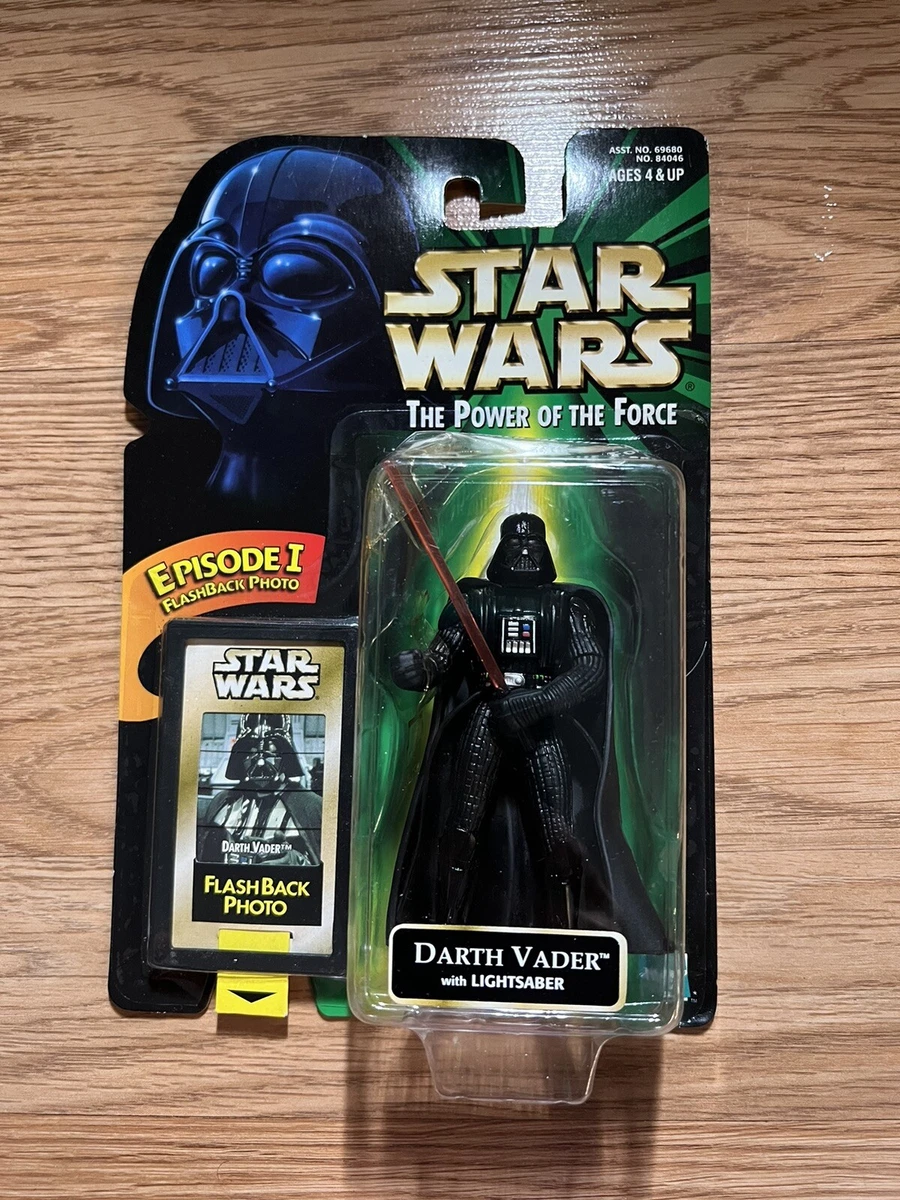 ASST. NO. 69680
NO. 84046
AGES 4 & UP
STAR
WARS®
THE POWER OF THE FORCE
EPISODE I
FLASHBACK PHOTO
STAR
WARS®
DARTH VADER™
FLASHBACK
PHOTO
DARTH VADER™
with LIGHTSABER
™